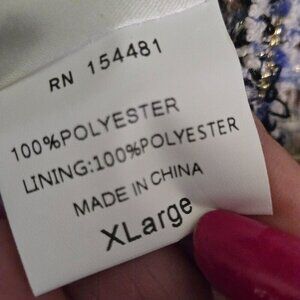 RN 154481
100%POLYESTER
LINING:100%POLYESTER
MADE IN CHINA
XLarge